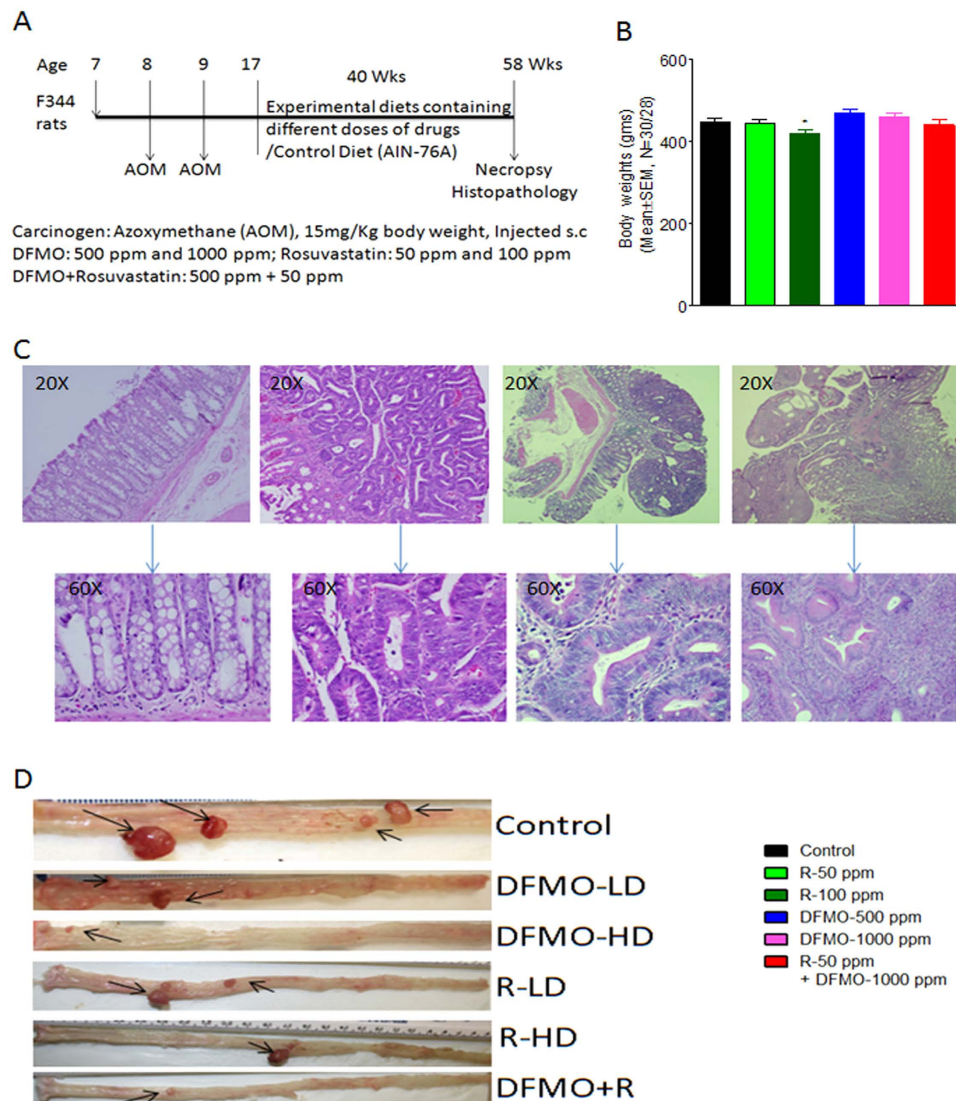 A
Age 7 8 9 17 40 Wks 58 Wks
F344
rats
Experimental diets containing
different doses of drugs
/Control Diet (AIN-76A)
AOM AOM
Necropsy
Histopathology
Carcinogen: Azoxymethane (AOM), 15mg/Kg body weight, Injected s.c
DFMO: 500 ppm and 1000 ppm; Rosuvastatin: 50 ppm and 100 ppm
DFMO+Rosuvastatin: 500 ppm + 50 ppm
B
Body weights (gms)
(Mean±SEM, N=30/28)
600
400
200
0
*
C
20X 20X 20X 20X
60X 60X 60X 60X
D
Control
DFMO-LD
DFMO-HD
R-LD
R-HD
DFMO+R
Control
R-50 ppm
R-100 ppm
DFMO-500 ppm
DFMO-1000 ppm
R-50 ppm
+ DFMO-1000 ppm